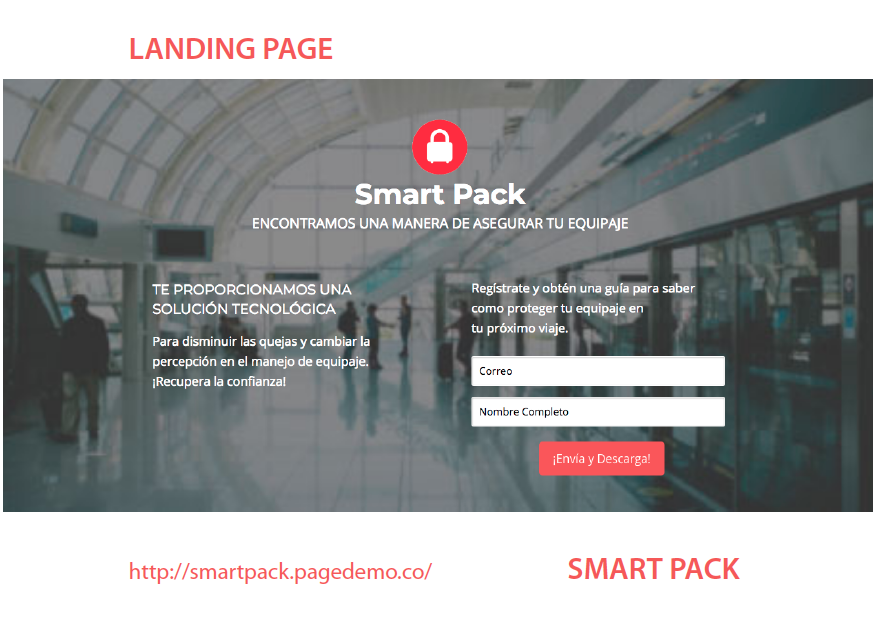 LANDING PAGE
Smart Pack
ENCONTRAMOS UNA MANERA DE ASEGURAR TU EQUIPAJE
TE PROPORCIONAMOS UNA
SOLUCIÓN TECNOLÓGICA
Para disminuir las quejas y cambiar la
percepción en el manejo de equipaje.
¡Recupera la confianza!
Regístrate y obtén una guía para saber
como proteger tu equipaje en
tu próximo viaje.
Correo
Nombre Completo
¡Envía y Descarga!
http://smartpack.pagedemo.co/
SMART PACK